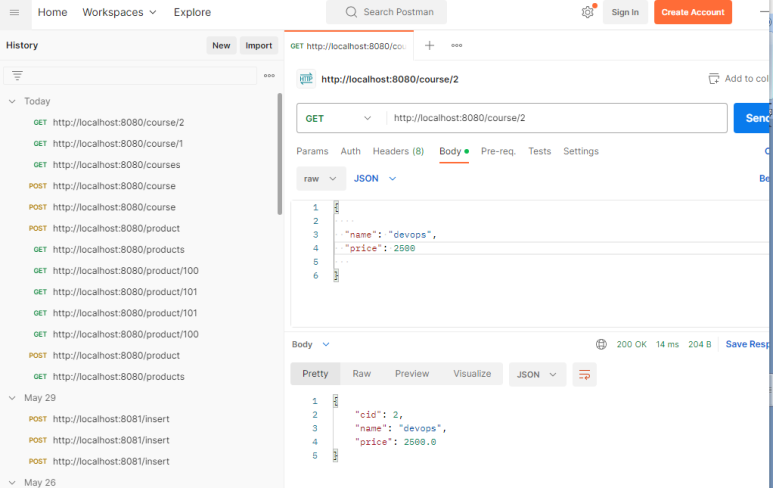 Home Workspaces Explore Search Postman Sign In Create Account
History New Import
GET http://localhost:8080/cou
Today
GET http://localhost:8080/course/2
GET http://localhost:8080/course/1
GET http://localhost:8080/courses
POST http://localhost:8080/course
POST http://localhost:8080/course
POST http://localhost:8080/product
GET http://localhost:8080/products
GET http://localhost:8080/product/100
GET http://localhost:8080/product/101
GET http://localhost:8080/product/101
GET http://localhost:8080/product/100
POST http://localhost:8080/product
GET http://localhost:8080/products
May 29
POST http://localhost:8081/insert
POST http://localhost:8081/insert
POST http://localhost:8081/insert
May 26
HTTP http://localhost:8080/course/2 Add to col
GET http://localhost:8080/course/2 Send
Params Auth Headers (8) Body Pre-req. Tests Settings
raw JSON Be
1 {
2
3 "name": "devops",
4 "price": 2500
5
6 }
Body 200 OK 14 ms 204 B Save Resp
Pretty Raw Preview Visualize JSON
1 {
2 "cid": 2,
3 "name": "devops",
4 "price": 2500.0
5 }